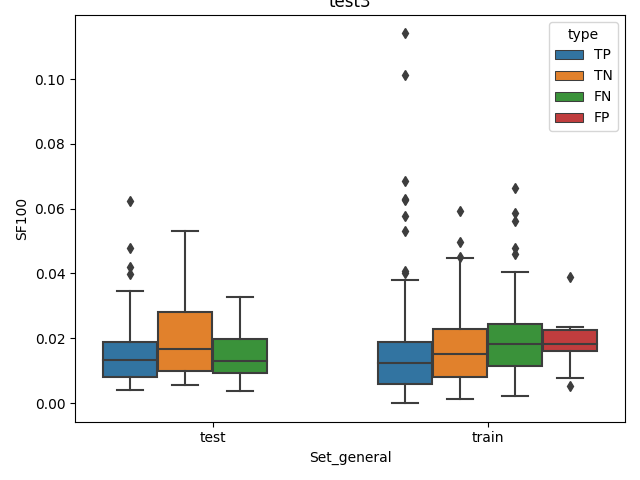 test3
type
TP
TN
FN
FP
0.10
0.08
0.06
0.04
0.02
0.00
SF100
test
train
Set_general